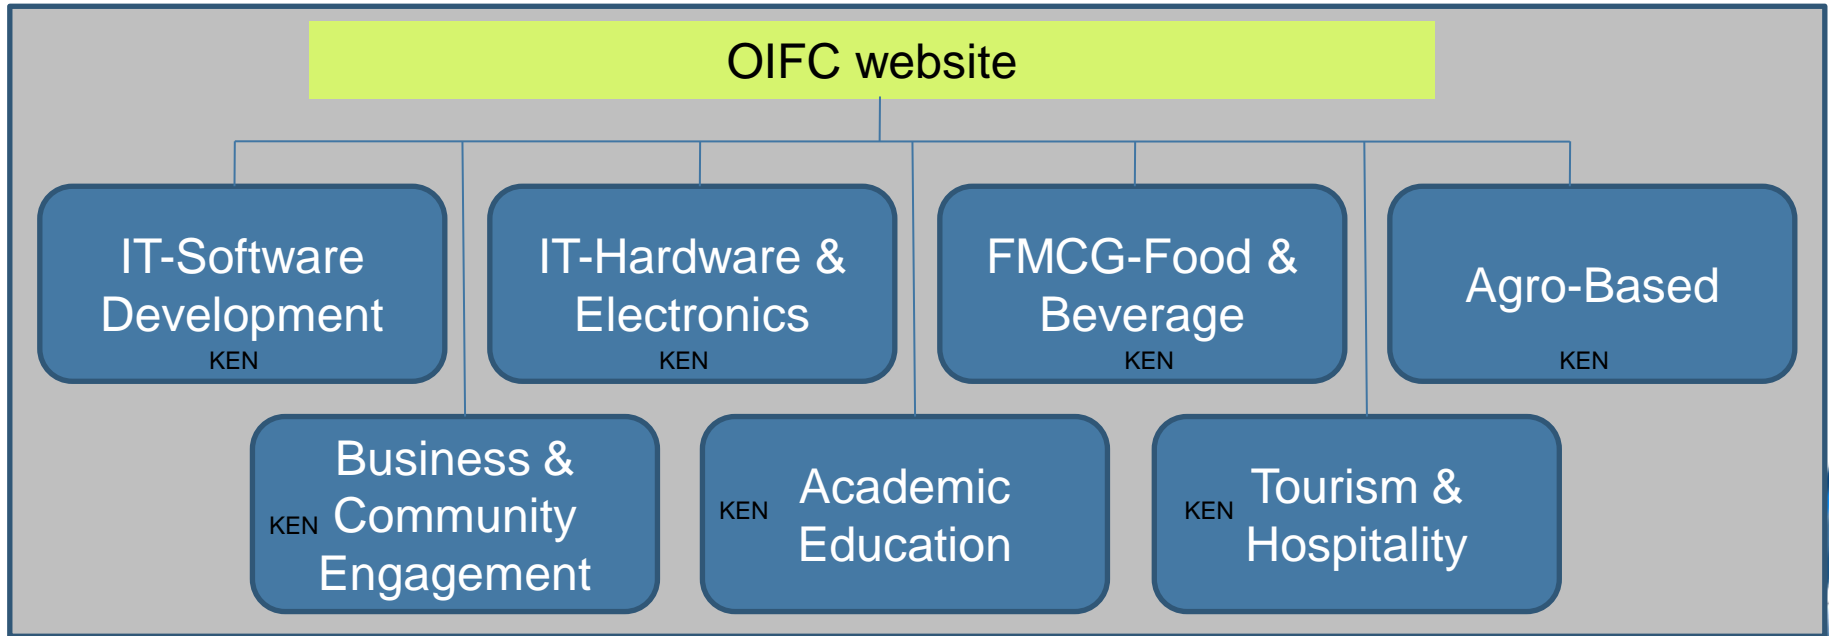 OIFC website
IT-Software
Development
KEN
IT-Hardware &
Electronics
KEN
FMCG-Food &
Beverage
KEN
Agro-Based
KEN
Business &
KEN Community
Engagement
KEN
Academic
Education
KEN
Tourism &
Hospitality